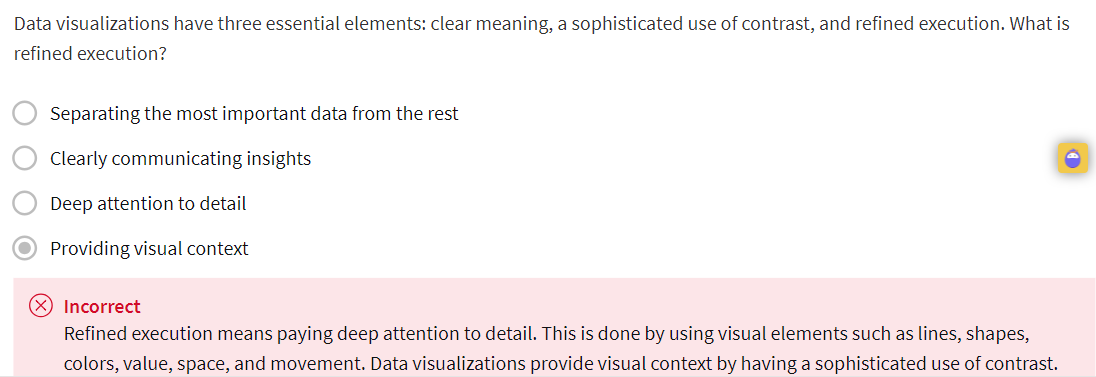 Data visualizations have three essential elements: clear meaning, a sophisticated use of contrast, and refined execution. What is
refined execution?
Separating the most important data from the rest
Clearly communicating insights
Deep attention to detail
Providing visual context
Incorrect
Refined execution means paying deep attention to detail. This is done by using visual elements such as lines, shapes,
colors, value, space, and movement. Data visualizations provide visual context by having a sophisticated use of contrast.